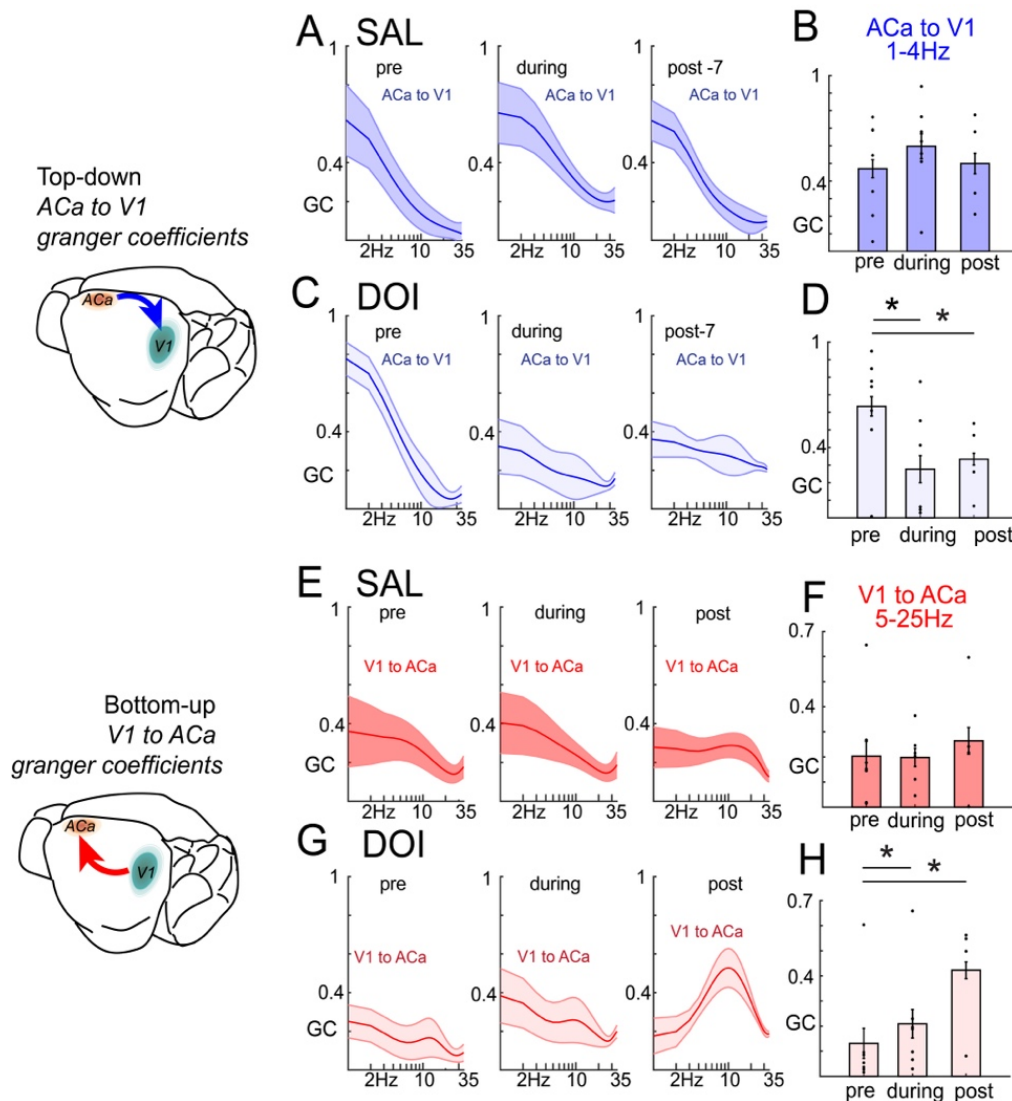 A SAL
pre
ACa to V1
during
ACa to V1
post -7
ACa to V1
1
0.4
GC
2Hz 10 35
1
0.4
2Hz 10 35
1
0.4
2Hz 10 35
B ACa to V1
1-4Hz
1
0.4
GC
pre during post
Top-down
ACa to V1
granger coefficients
ACa
V1
C DOI
pre
ACa to V1
during
ACa to V1
post-7
ACa to V1
1
0.4
GC
2Hz 10 35
1
0.4
2Hz 10 35
1
0.4
2Hz 10 35
D
* *
1
0.4
GC
pre during post
E SAL
pre
V1 to ACa
during
V1 to ACa
post
V1 to ACa
1
0.4
GC
2Hz 10 35
1
0.4
2Hz 10 35
1
0.4
2Hz 10 35
F V1 to ACa
5-25Hz
0.7
0.4
GC
pre during post
Bottom-up
V1 to ACa
granger coefficients
ACa
V1
G DOI
pre
V1 to ACa
during
V1 to ACa
post
V1 to ACa
1
0.4
GC
2Hz 10 35
1
0.4
2Hz 10 35
1
0.4
2Hz 10 35
H
* *
0.7
0.4
GC
pre during post